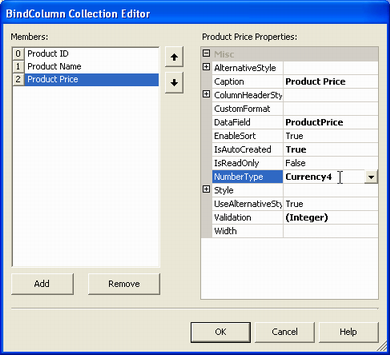 BindColumn Collection Editor
Members:
0 Product ID
1 Product Name
2 Product Price
Add
Remove
Product Price Properties:
Misc
AlternativeStyle
Caption Product Price
ColumnHeaderSty
CustomFormat
DataField ProductPrice
EnableSort True
IsAutoCreated True
IsReadOnly False
NumberType Currency4
Style
UseAlternativeSty True
Validation (Integer)
Width
OK
Cancel
Help